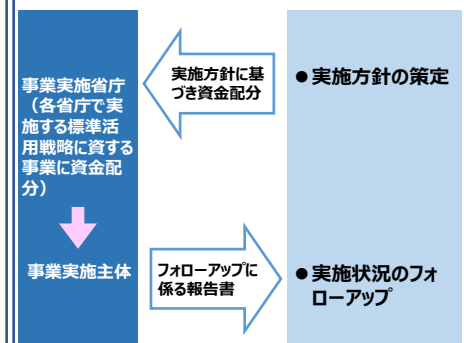 事業実施省庁
（各省庁で実
施する標準活
用戦略に資する
事業に資金配
分）
事業実施主体
実施方針に基
づき資金配分
フォローアップに
係る報告書
●実施方針の策定
●実施状況のフォ
ローアップ